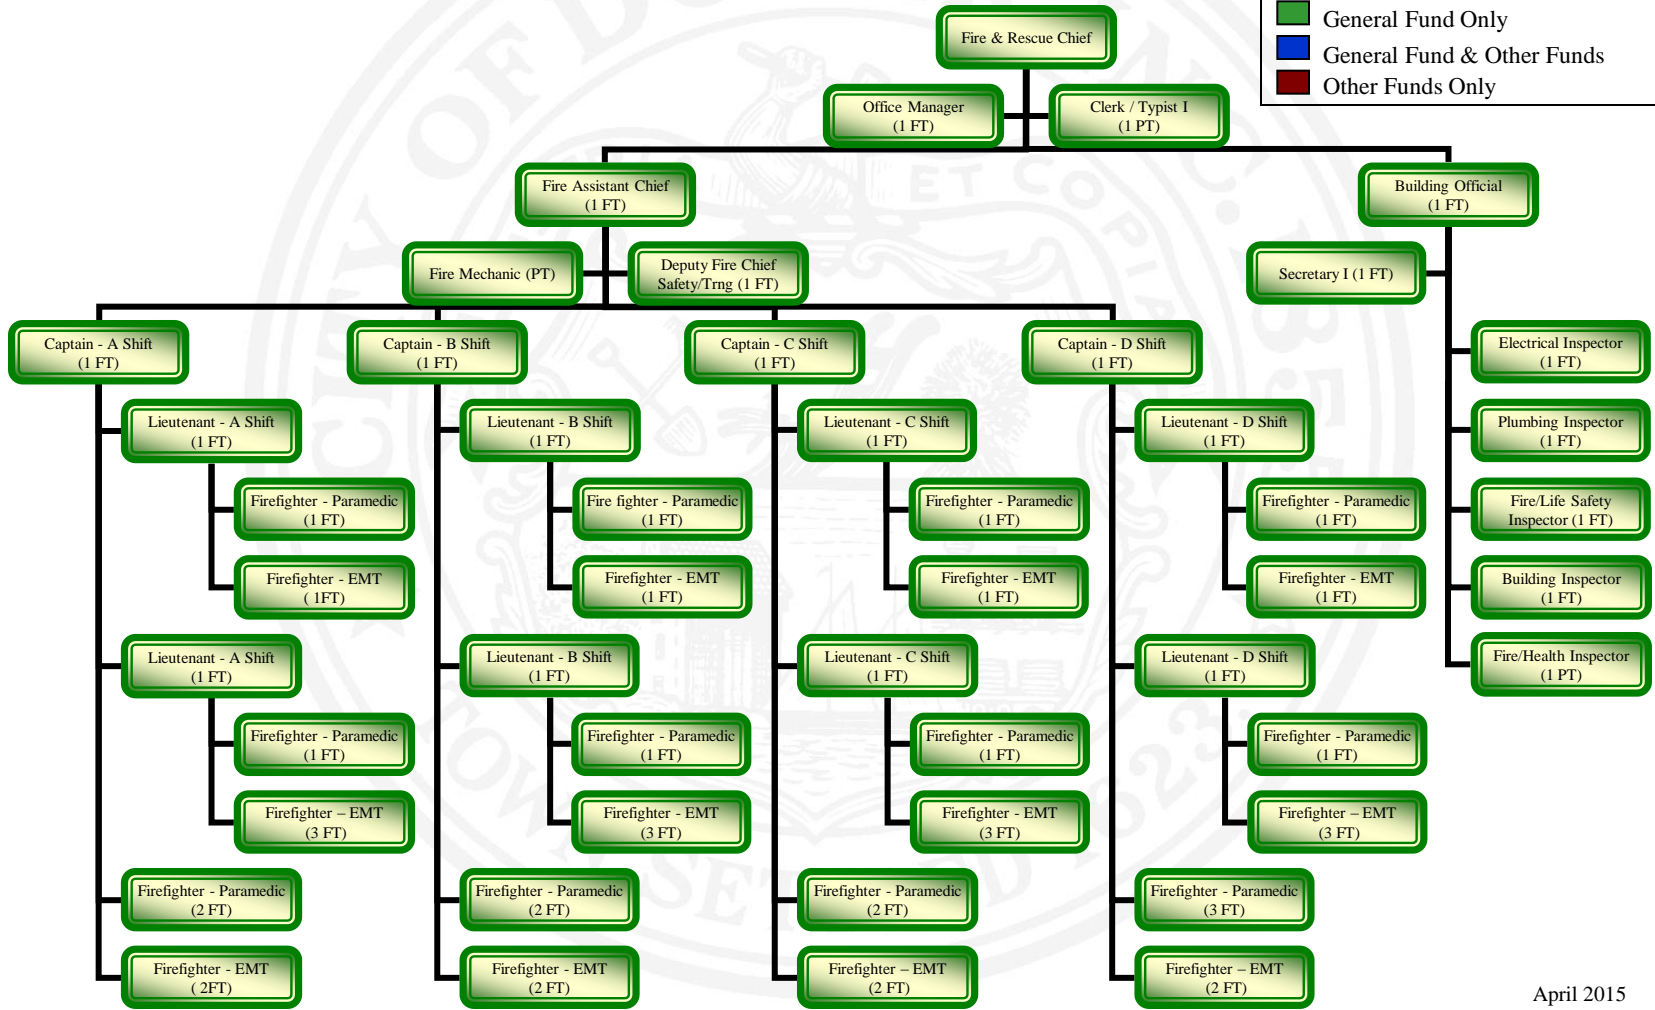 General Fund Only
General Fund & Other Funds
Other Funds Only
Fire & Rescue Chief
Office Manager
(1 FT)
Clerk / Typist I
(1 PT)
Fire Assistant Chief
(1 FT)
Building Official
(1 FT)
Fire Mechanic (PT)
Deputy Fire Chief
Safety/Trng (1 FT)
Secretary I (1 FT)
Captain - A Shift
(1 FT)
Lieutenant - A Shift
(1 FT)
Firefighter - Paramedic
(1 FT)
Firefighter - EMT
( 1FT)
Lieutenant - A Shift
(1 FT)
Firefighter - Paramedic
(1 FT)
Firefighter – EMT
(3 FT)
Firefighter - Paramedic
(2 FT)
Firefighter - EMT
( 2FT)
Captain - B Shift
(1 FT)
Lieutenant - B Shift
(1 FT)
Fire fighter - Paramedic
(1 FT)
Firefighter - EMT
(1 FT)
Lieutenant - B Shift
(1 FT)
Firefighter - Paramedic
(1 FT)
Firefighter - EMT
(3 FT)
Firefighter - Paramedic
(2 FT)
Firefighter - EMT
(2 FT)
Captain - C Shift
(1 FT)
Lieutenant - C Shift
(1 FT)
Firefighter - Paramedic
(1 FT)
Firefighter - EMT
(1 FT)
Lieutenant - C Shift
(1 FT)
Firefighter - Paramedic
(1 FT)
Firefighter - EMT
(3 FT)
Firefighter - Paramedic
(2 FT)
Firefighter – EMT
(2 FT)
Captain - D Shift
(1 FT)
Lieutenant - D Shift
(1 FT)
Firefighter - Paramedic
(1 FT)
Firefighter - EMT
(1 FT)
Lieutenant - D Shift
(1 FT)
Firefighter - Paramedic
(1 FT)
Firefighter – EMT
(3 FT)
Firefighter - Paramedic
(3 FT)
Firefighter – EMT
(2 FT)
Electrical Inspector
(1 FT)
Plumbing Inspector
(1 FT)
Fire/Life Safety
Inspector (1 FT)
Building Inspector
(1 FT)
Fire/Health Inspector
(1 PT)
April 2015